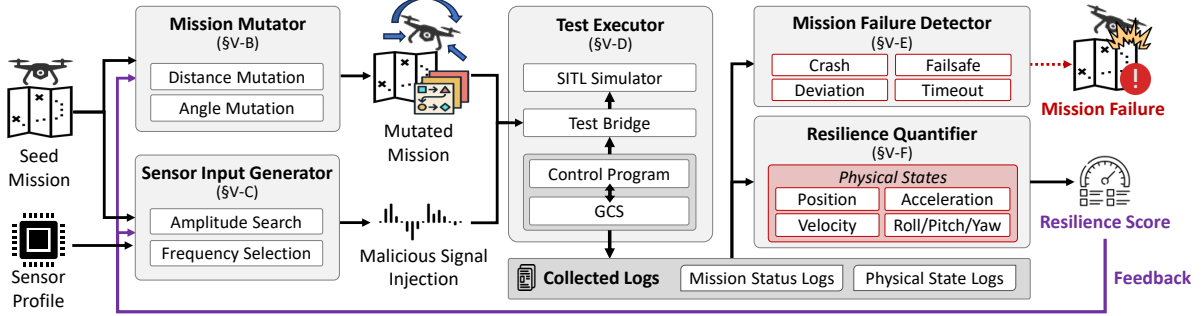 Seed
Mission
Sensor
Profile
Mission Mutator
(§V-B)
Distance Mutation
Angle Mutation
Sensor Input Generator
(§V-C)
Amplitude Search
Frequency Selection
Mutated
Mission
Malicious Signal
Injection
Test Executor
(§V-D)
SITL Simulator
Test Bridge
Control Program
GCS
Collected Logs
Mission Status Logs
Physical State Logs
Mission Failure Detector
(§V-E)
Crash
Failsafe
Deviation
Timeout
Mission Failure
Resilience Quantifier
(§V-F)
Physical States
Position
Acceleration
Velocity
Roll/Pitch/Yaw
Resilience Score
Feedback